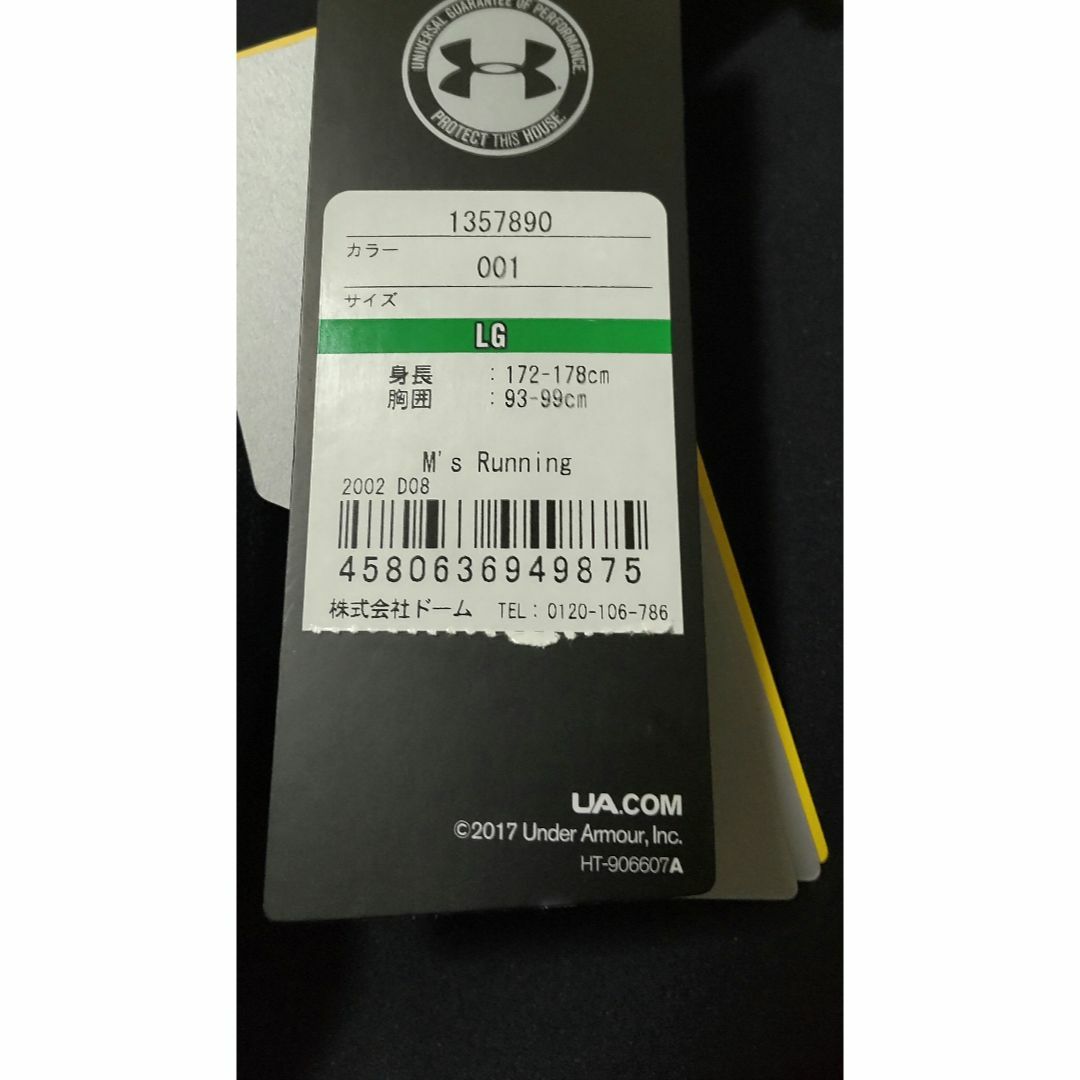 UNIVERSAL GUARANTEE OF PERFORMANCE.
PROTECT THIS HOUSE.
1357890
カラー
001
サイズ
LG
身長 : 172-178cm
胸囲 : 93-99cm
M's Running
2002 D08
4580636949875
株式会社ドーム TEL: 0120-106-786
UA.COM
©2017 Under Armour, Inc.
HT-906607A